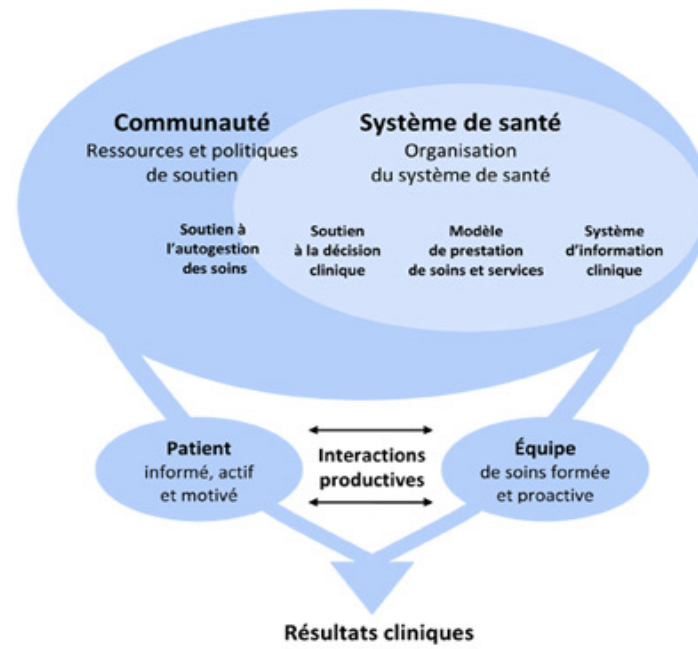 Communauté
Ressources et politiques
de soutien
Système de santé
Organisation
du système de santé
Soutien à
l'autogestion
des soins
Soutien
à la décision
clinique
Modèle
de prestation
de soins et services
Système
d'information
clinique
Patient
informé, actif
et motivé
Interactions
productives
Équipe
de soins formée
et proactive
Résultats cliniques